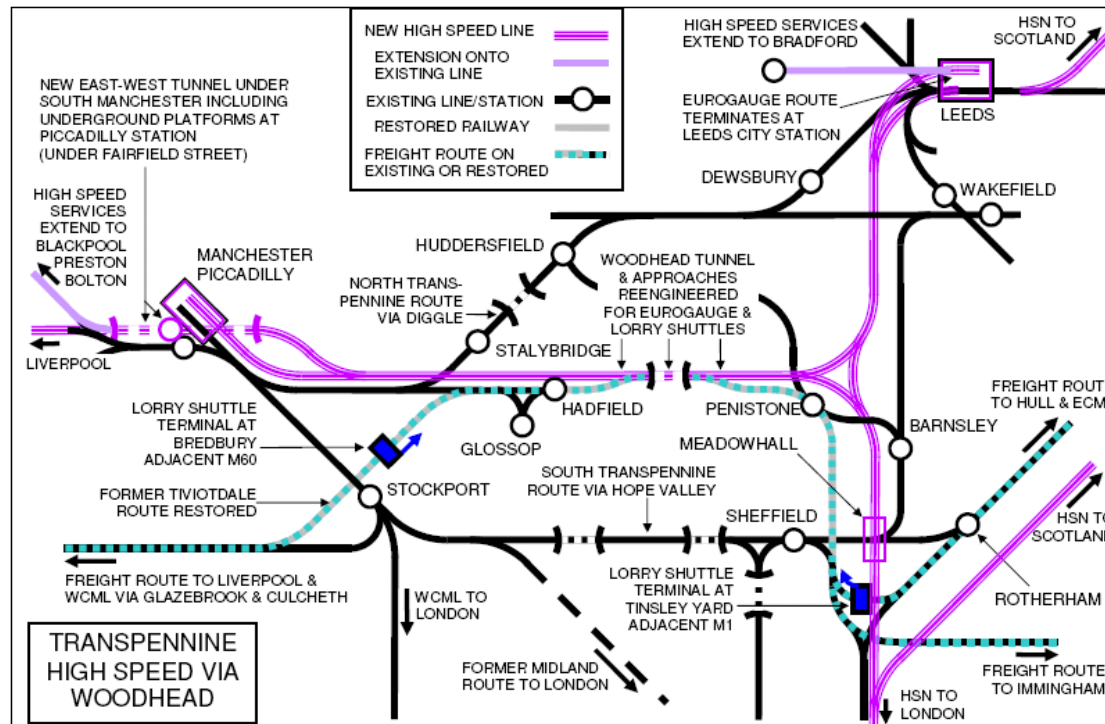 NEW HIGH SPEED LINE
EXTENSION ONTO
EXISTING LINE
EXISTING LINE/STATION
RESTORED RAILWAY
FREIGHT ROUTE ON
EXISTING OR RESTORED
HIGH SPEED SERVICES
EXTEND TO BRADFORD
HSN TO
SCOTLAND
EUROGAUGE ROUTE
TERMINATES AT
LEEDS CITY STATION
LEEDS
NEW EAST-WEST TUNNEL UNDER
SOUTH MANCHESTER INCLUDING
UNDERGROUND PLATFORMS AT
PICCADILLY STATION
(UNDER FAIRFIELD STREET)
HIGH SPEED
SERVICES
EXTEND TO
BLACKPOOL
PRESTON
BOLTON
MANCHESTER
PICCADILLY
DEWSBURY
WAKEFIELD
HUDDERSFIELD
NORTH TRANS-
PENNINE ROUTE
VIA DIGGLE
WOODHEAD TUNNEL
& APPROACHES
REENGINEERED
FOR EUROGAUGE &
LORRY SHUTTLES
LIVERPOOL
STALYBRIDGE
LORRY SHUTTLE
TERMINAL AT
BREDBURY
ADJACENT M60
HADFIELD
GLOSSOP
PENISTONE
FREIGHT ROUTE
TO HULL & ECM
BARNSLEY
MEADOWHALL
FORMER TIVIOTDALE
ROUTE RESTORED
STOCKPORT
SOUTH TRANSPENNINE
ROUTE VIA HOPE VALLEY
SHEFFIELD
HSN TO
SCOTLAND
FREIGHT ROUTE TO LIVERPOOL &
WCML VIA GLAZEBROOK & CULCHETH
WCML TO
LONDON
LORRY SHUTTLE
TERMINAL AT
TINSLEY YARD
ADJACENT M1
ROTHERHAM
FORMER MIDLAND
ROUTE TO LONDON
HSN TO
LONDON
FREIGHT ROUTE
TO IMMINGHAM
TRANSPENNINE
HIGH SPEED VIA
WOODHEAD